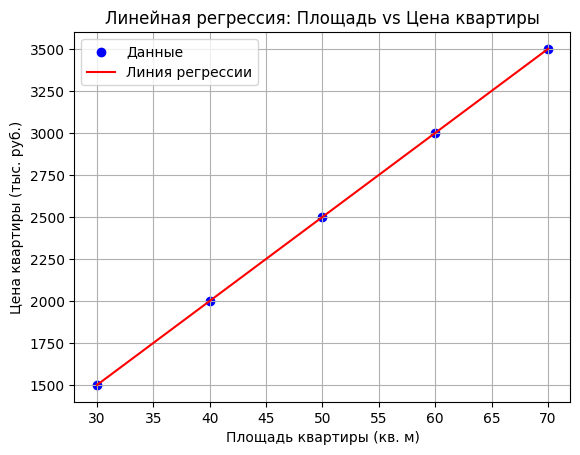 Линейная регрессия: Площадь vs Цена квартиры
Данные
Линия регрессии
Цена квартиры (тыс. руб.)
3500
3250
3000
2750
2500
2250
2000
1750
1500
30 35 40 45 50 55 60 65 70
Площадь квартиры (кв. м)